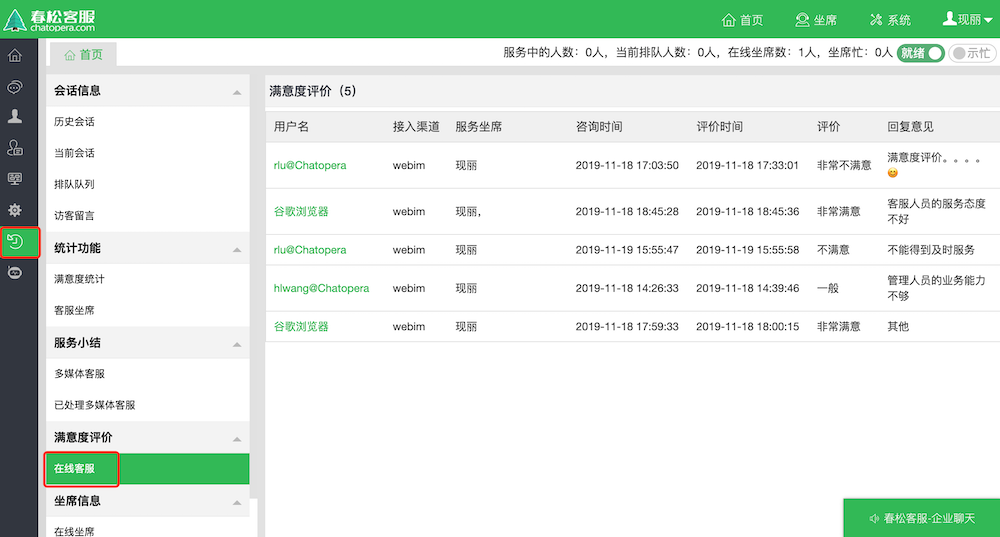 春松客服
chatopera.com
首页 坐席 系统 现丽
首页
服务中的人数：0人，当前排队人数：0人，在线坐席数：1人，坐席忙：0人 就绪 示忙
会话信息
历史会话
当前会话
排队队列
访客留言
统计功能
满意度统计
客服坐席
服务小结
多媒体客服
已处理多媒体客服
满意度评价
在线客服
坐席信息
在线坐席
满意度评价（5）
用户名 接入渠道 服务坐席 咨询时间 评价时间 评价 回复意见
rlu@Chatopera webim 现丽 2019-11-18 17:03:50 2019-11-18 17:33:01 非常不满意 满意度评价。。。。
😊
谷歌浏览器 webim 现丽， 2019-11-18 18:45:28 2019-11-18 18:45:36 非常满意 客服人员的服务态度
不好
rlu@Chatopera webim 现丽 2019-11-19 15:55:47 2019-11-19 15:55:58 不满意 不能得到及时服务
hlwang@Chatopera webim 现丽 2019-11-18 14:26:33 2019-11-18 14:39:46 一般 管理人员的业务能力
不够
谷歌浏览器 webim 现丽 2019-11-18 17:59:33 2019-11-18 18:00:15 非常满意 其他
春松客服-企业聊天